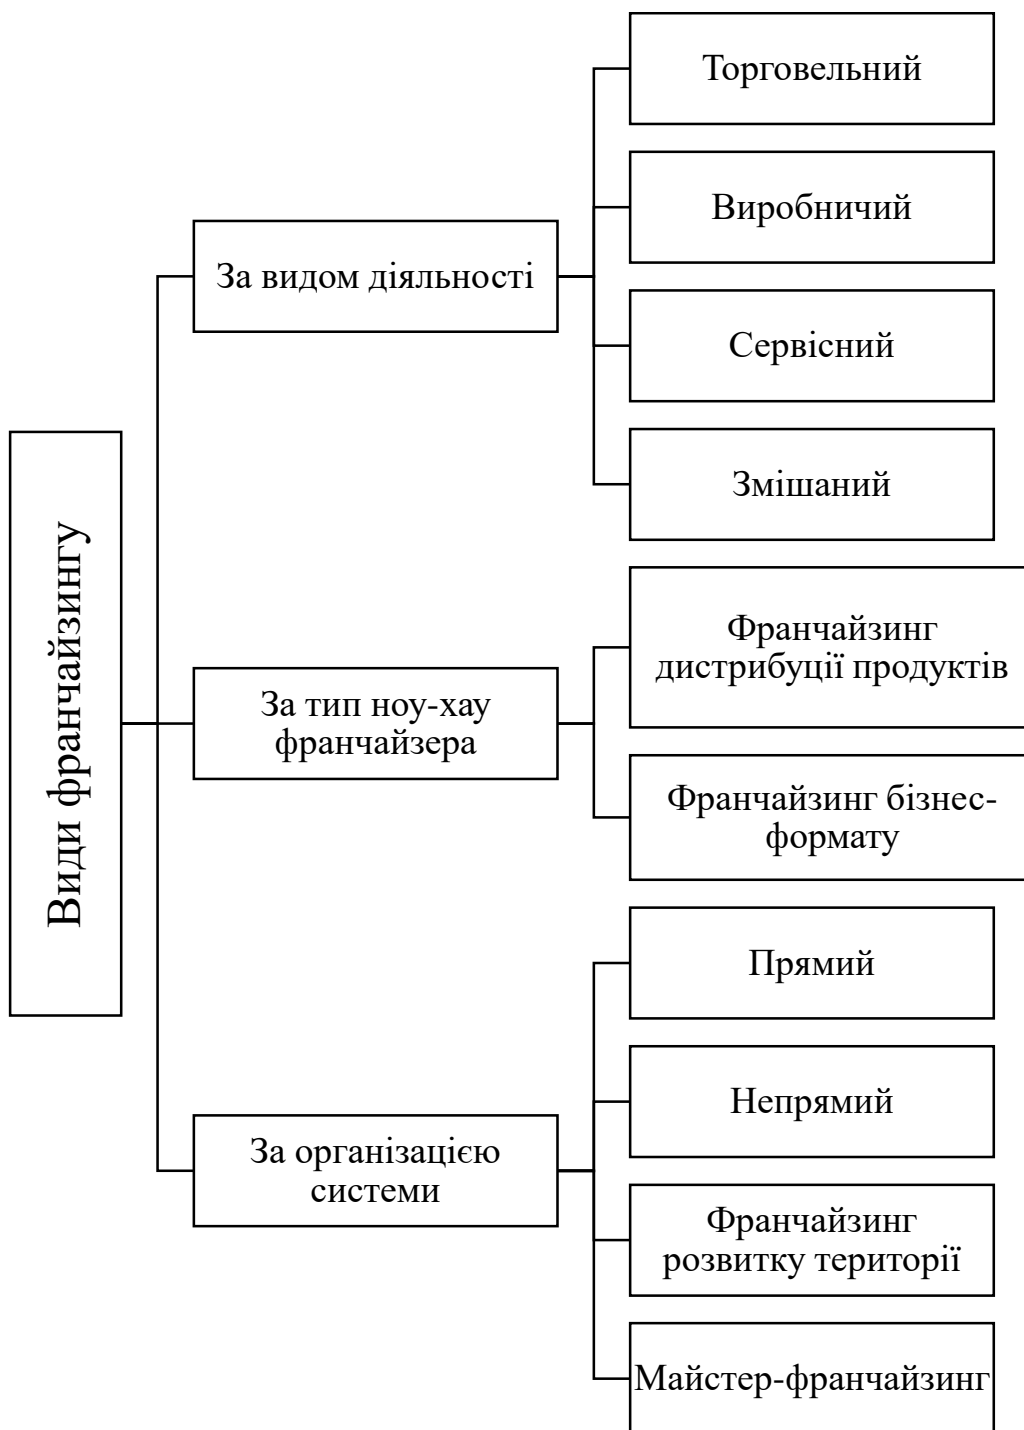 Види франчайзингу
За видом діяльності
Торговельний
Виробничий
Сервісний
Змішаний
За тип ноу-хау
франчайзера
Франчайзинг
дистрибуції продуктів
Франчайзинг бізнес-
формату
За організацією
системи
Прямий
Непрямий
Франчайзинг
розвитку території
Майстер-франчайзинг